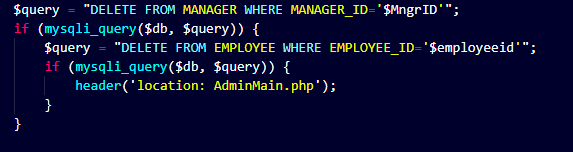 $query = "DELETE FROM MANAGER WHERE MANAGER_ID='$MngrID'";
if (mysqli_query($db, $query)) {
    $query = "DELETE FROM EMPLOYEE WHERE EMPLOYEE_ID='$employeeid'";
    if (mysqli_query($db, $query)) {
        header('location: AdminMain.php');
    }
}